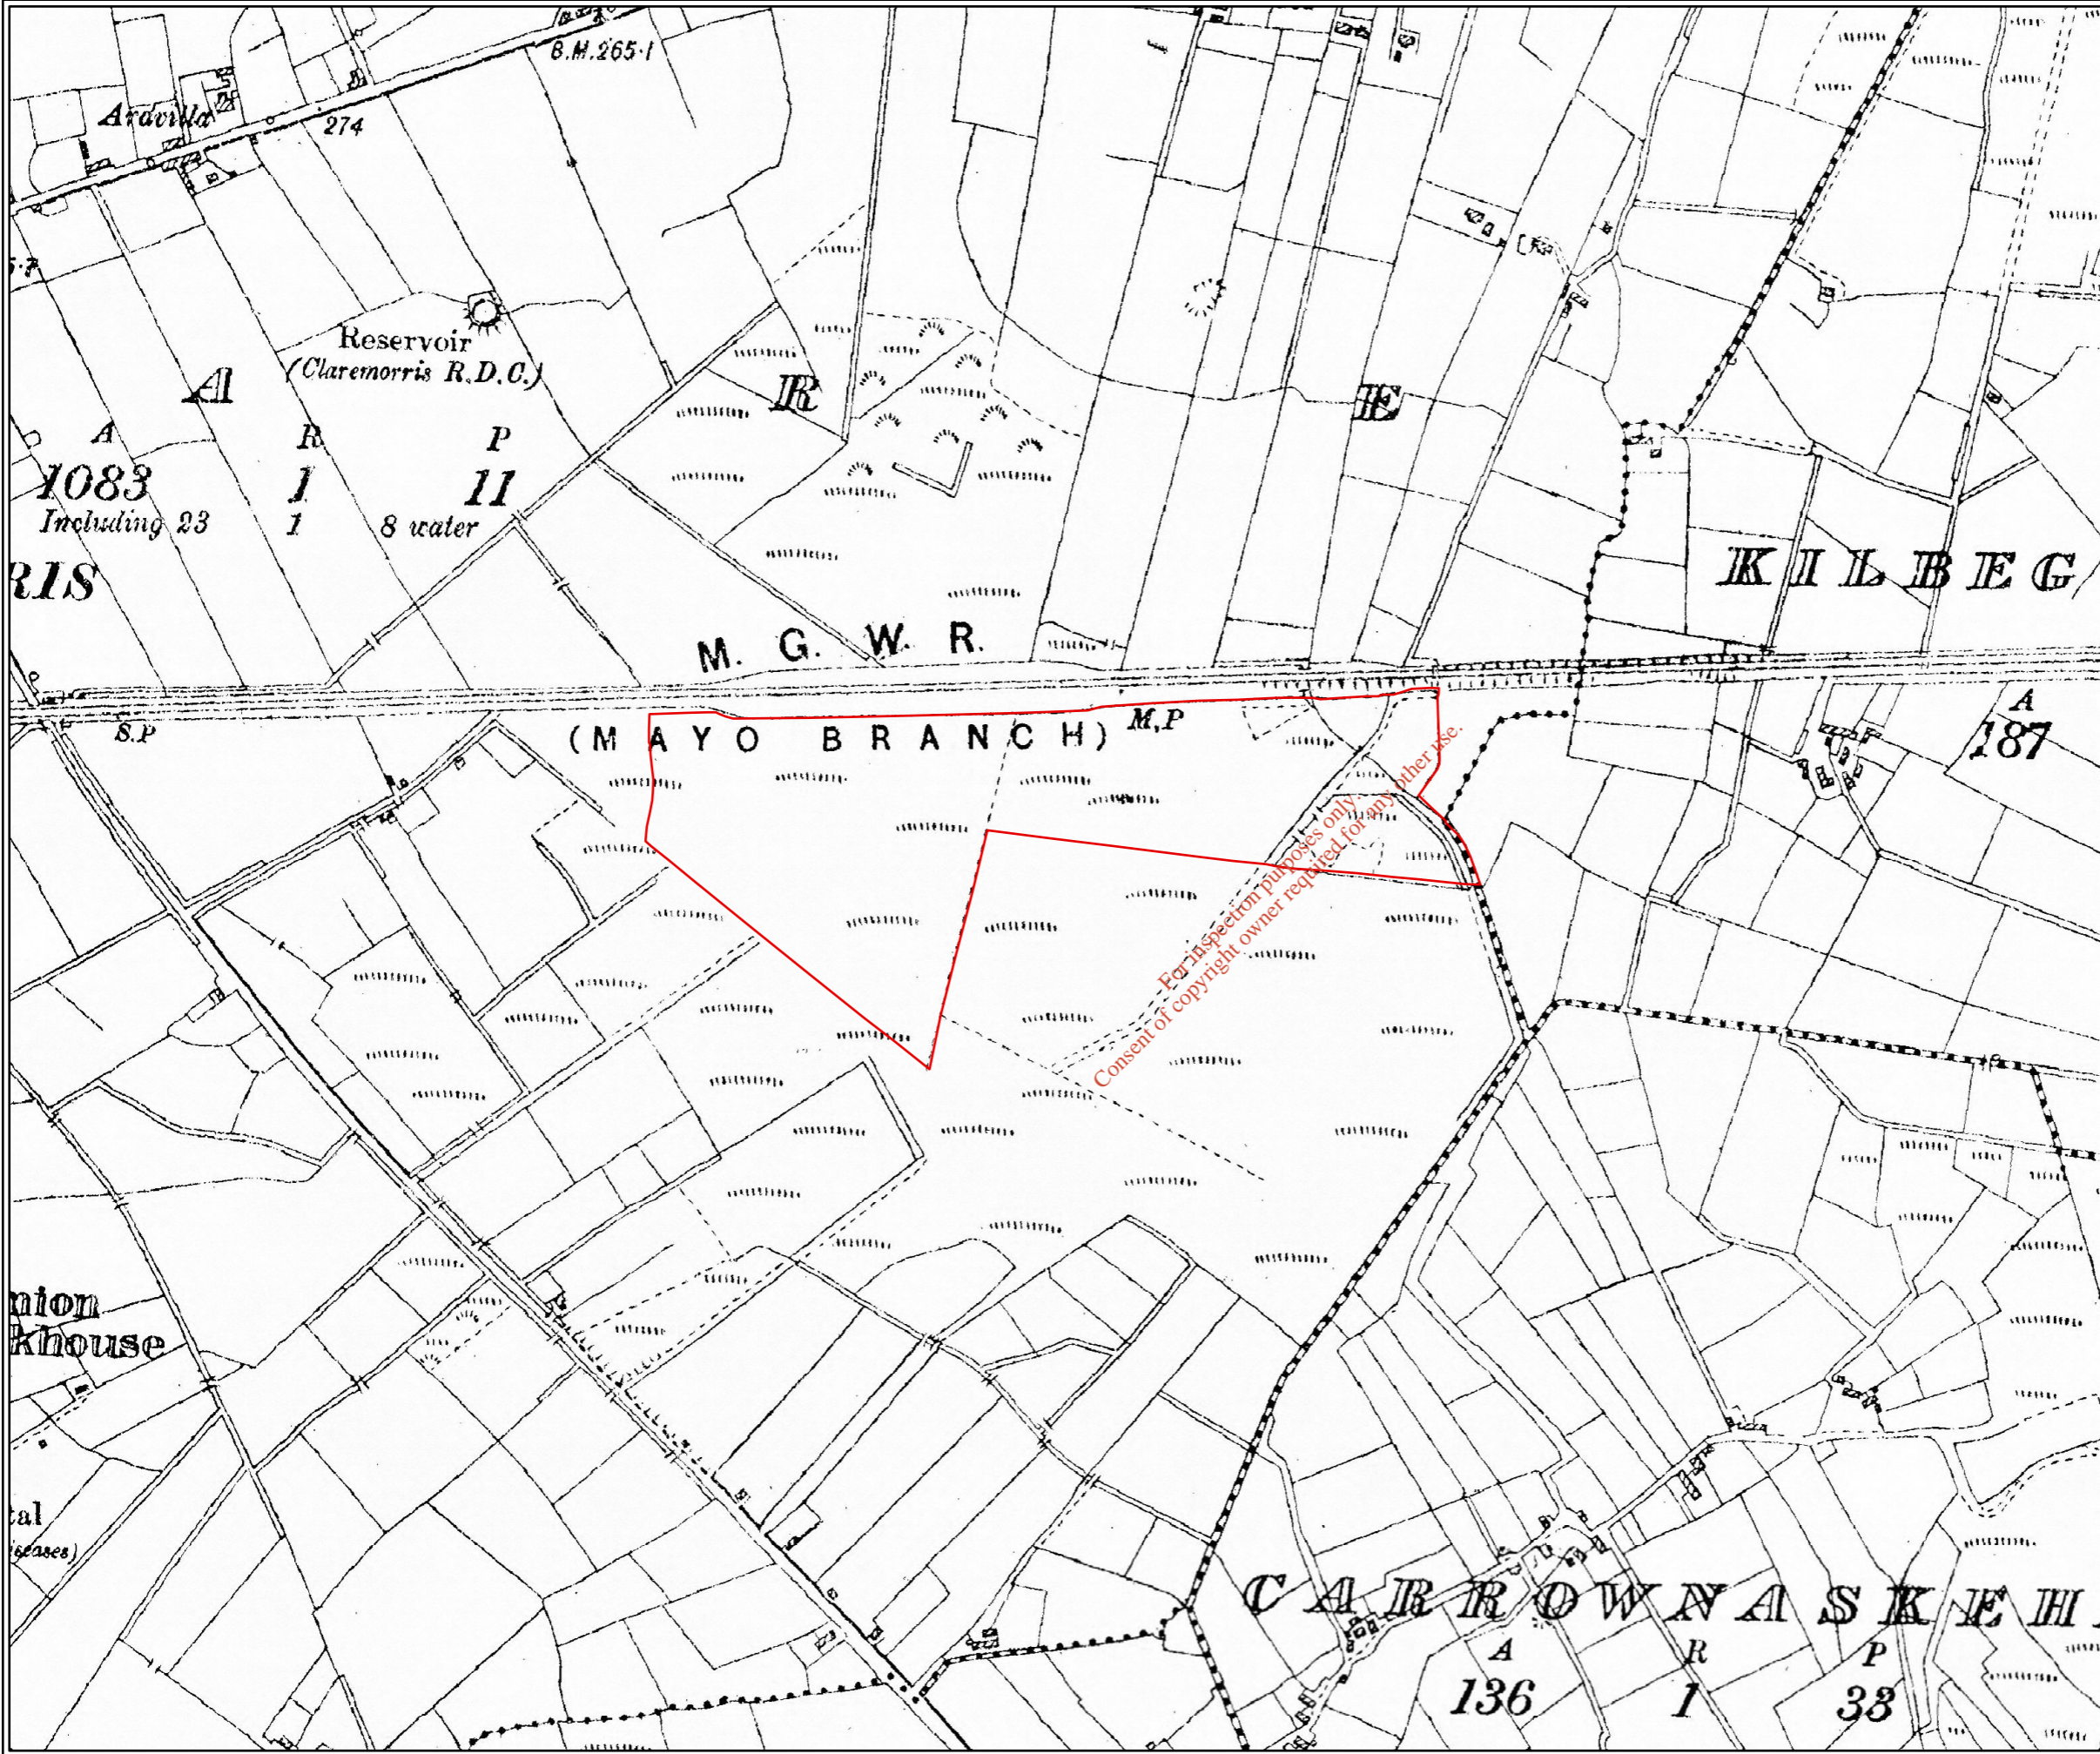 B.M.265·1
Ardvilla
274
5·7
Reservoir
(Claremorris R.D.C.)
A R E
A R P
1083 1 11
Including 23 1 8 water
RIS
KILBEG
M. G. W. R.
S.P
(MAYO BRANCH)
M.P
A
187
For inspection purposes only.
Consent of copyright owner required for any other use.
nion
khouse
tal
iseases)
CARROWNASKEH
A R P
136 1 33